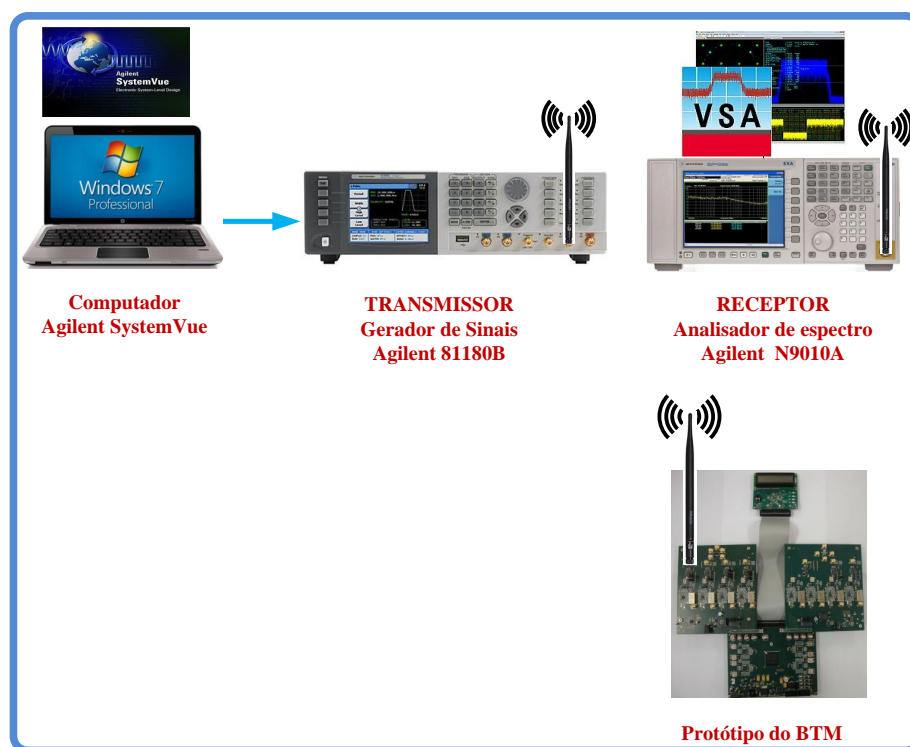 Agilent
SystemVue
Electronic System-Level Design
Windows 7
Professional
VSA
EXA
Computador
Agilent SystemVue
TRANSMISSOR
Gerador de Sinais
Agilent 81180B
RECEPTOR
Analisador de espectro
Agilent N9010A
Protótipo do BTM